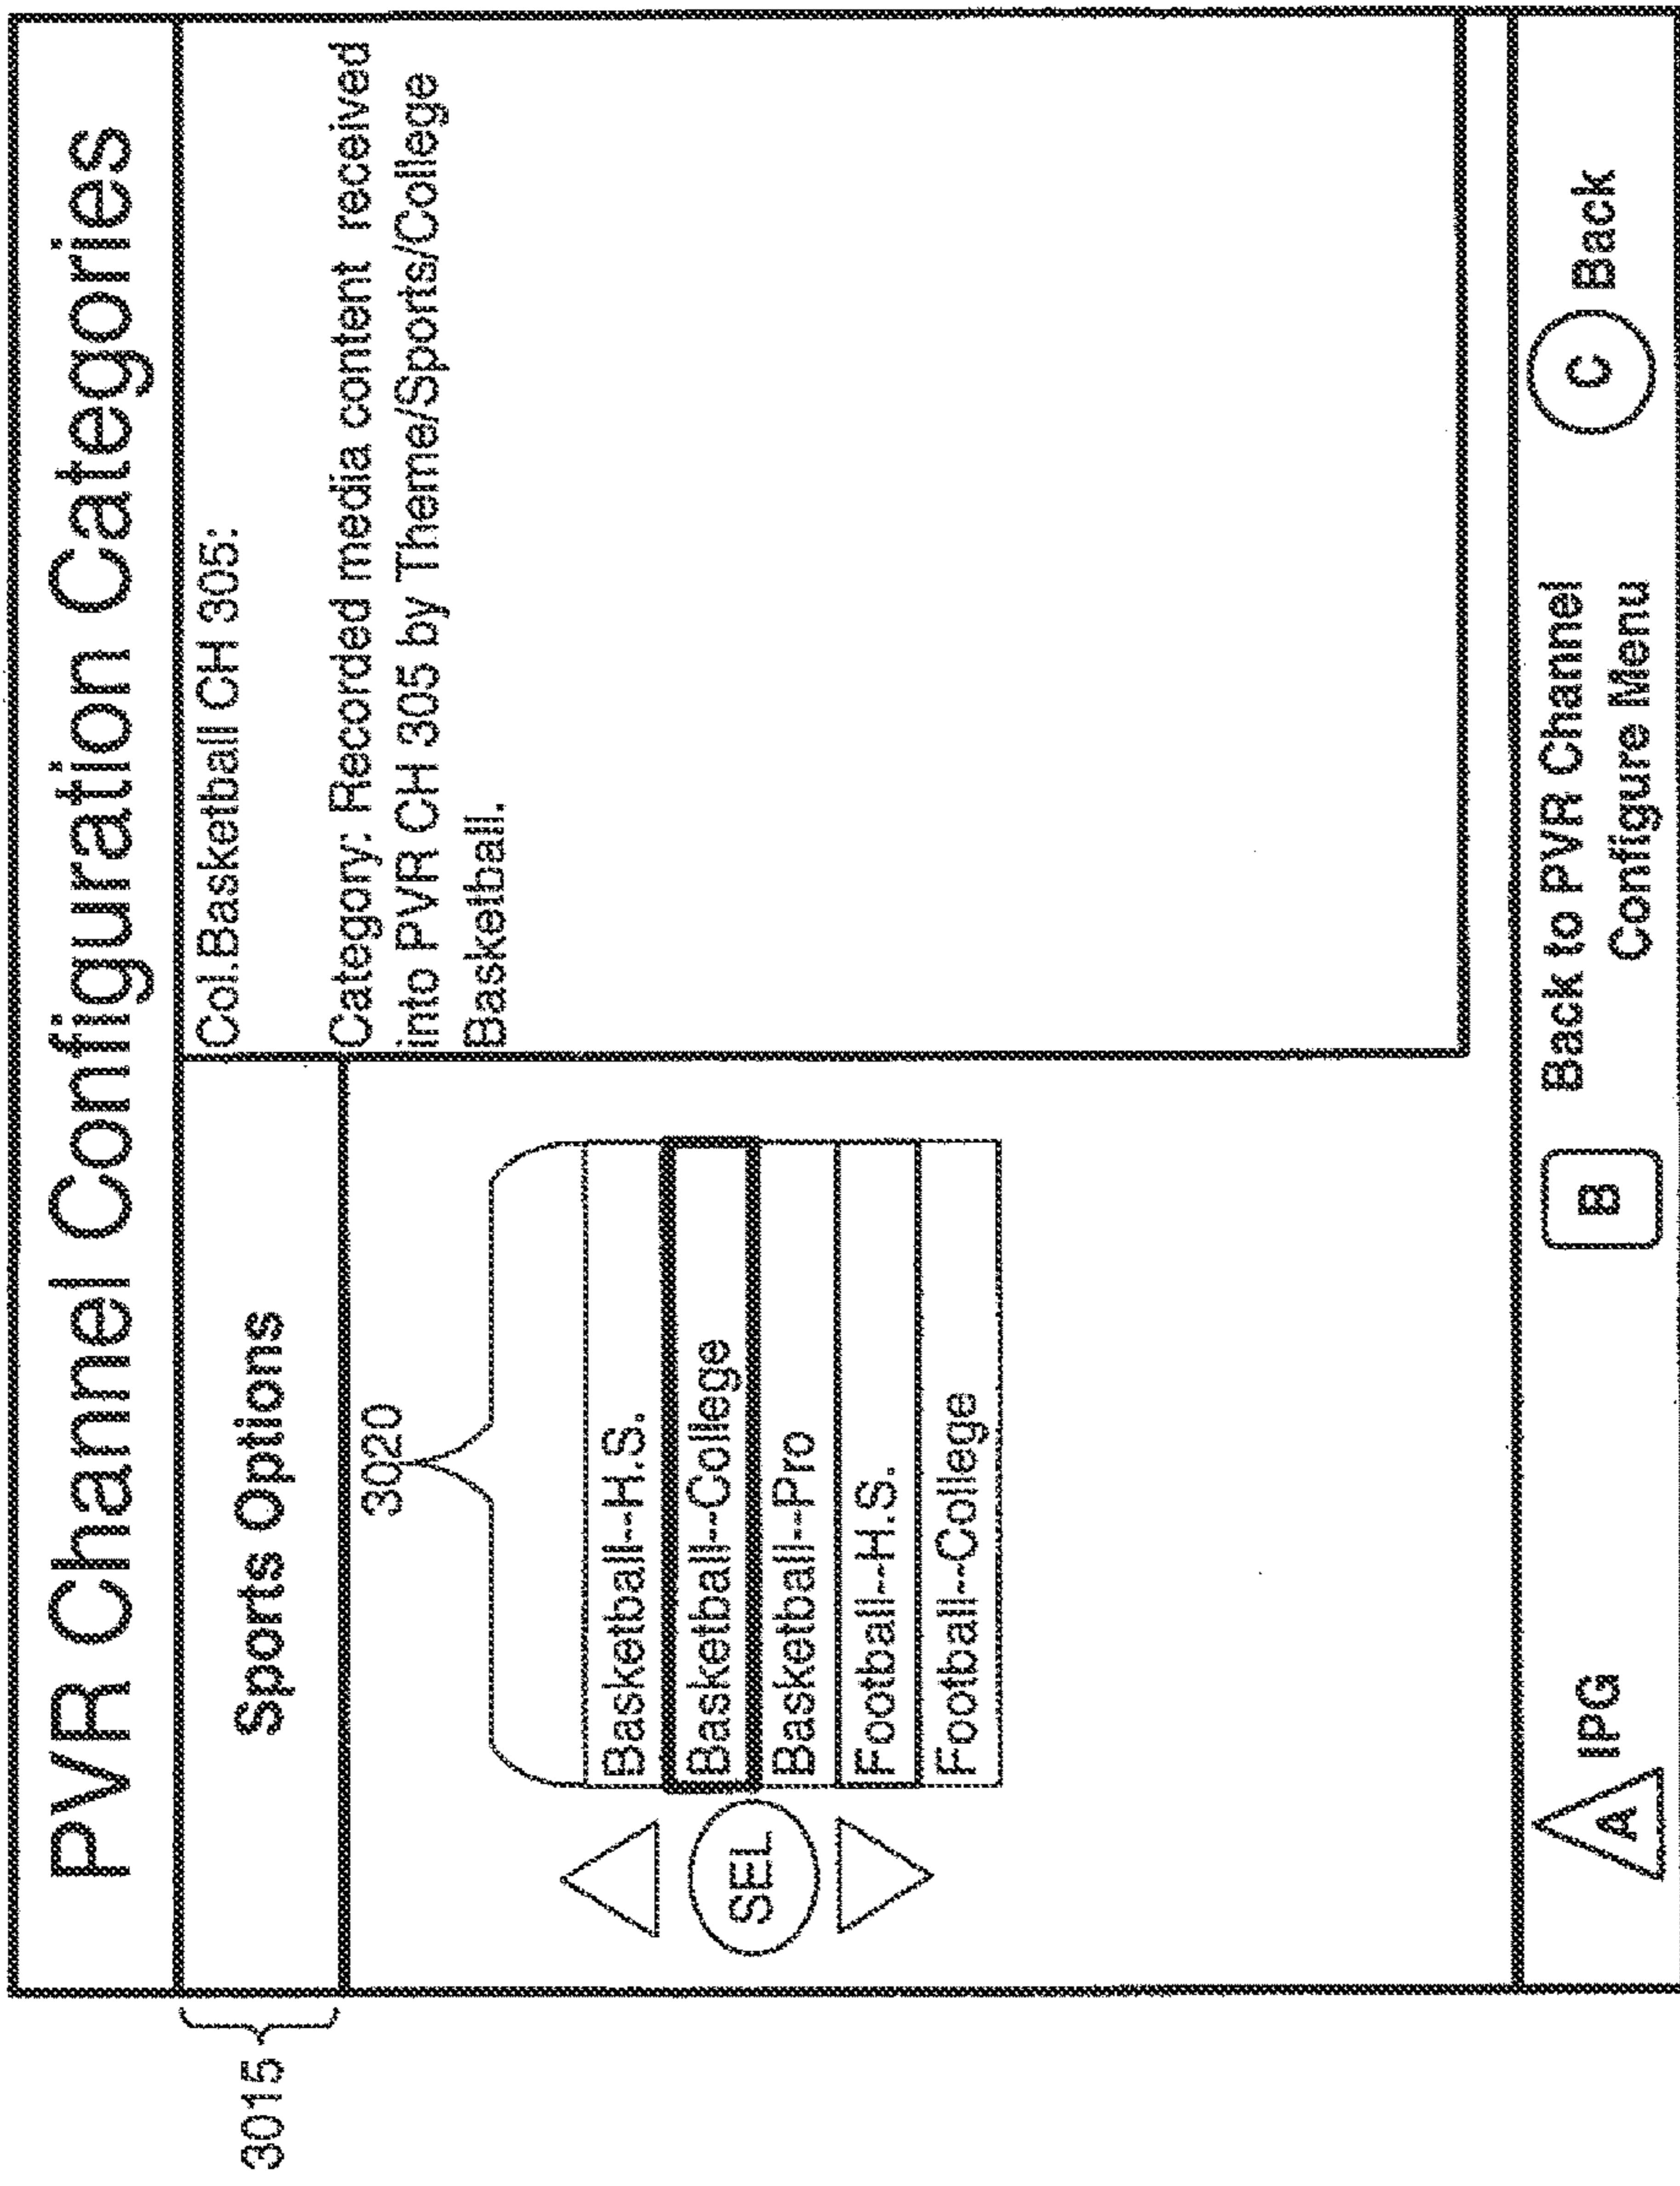 PVR Channel Configuration Categories
3015
Sports Options
Col.Basketball CH 305:
Category: Recorded media content received
into PVR CH 305 by Theme/Sports/College
Basketball.
3020
Basketball--H.S.
Basketball--College
Basketball--Pro
Football--H.S.
Football--College
SEL
A IPG
B Back to PVR Channel
Configure Menu
C Back